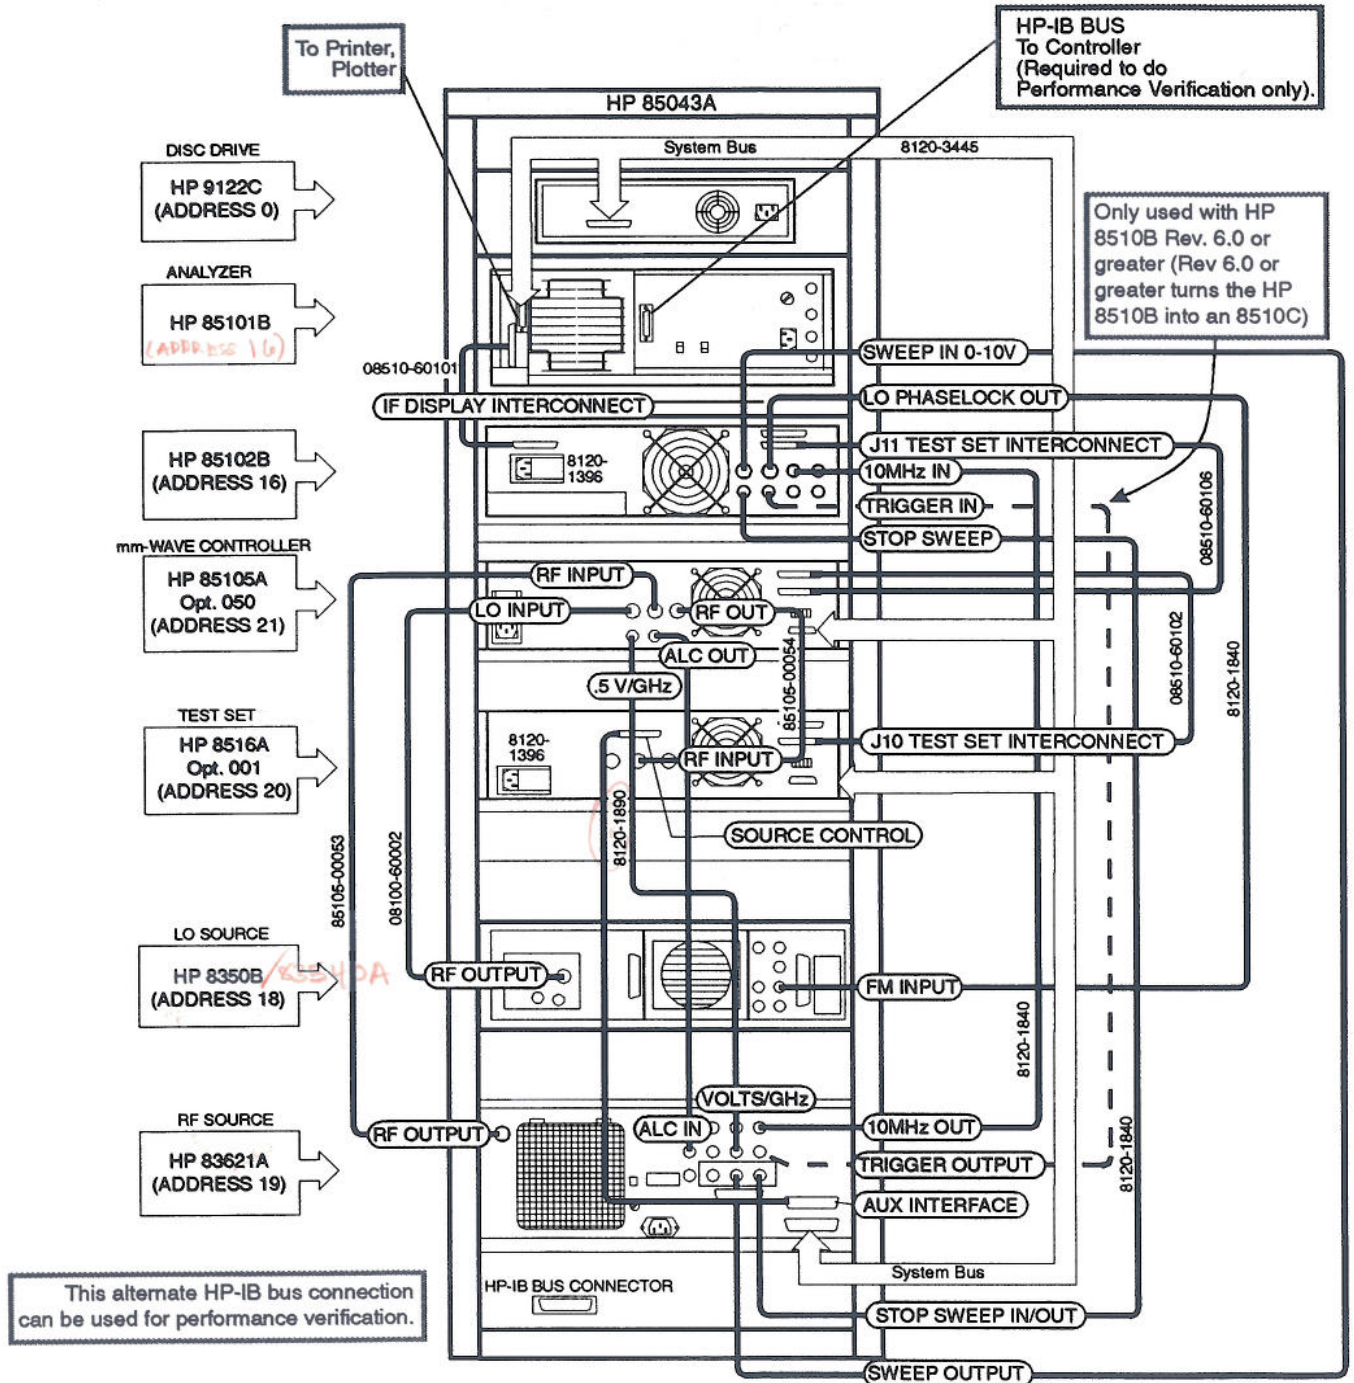 To Printer,
Plotter
HP-IB BUS
To Controller
(Required to do
Performance Verification only).
HP 85043A
System Bus
8120-3445
DISC DRIVE
HP 9122C
(ADDRESS 0)
Only used with HP
8510B Rev. 6.0 or
greater (Rev 6.0 or
greater turns the HP
8510B into an 8510C)
ANALYZER
HP 85101B
(ADDRESS 16)
SWEEP IN 0-10V
08510-60101
IF DISPLAY INTERCONNECT
LO PHASELOCK OUT
J11 TEST SET INTERCONNECT
HP 85102B
(ADDRESS 16)
8120-
1396
10MHz IN
TRIGGER IN
STOP SWEEP
08510-60106
mm-WAVE CONTROLLER
HP 85105A
Opt. 050
(ADDRESS 21)
RF INPUT
LO INPUT
RF OUT
ALC OUT
.5 V/GHz
85105-00054
08510-60102
8120-1840
TEST SET
HP 8516A
Opt. 001
(ADDRESS 20)
8120-
1396
J10 TEST SET INTERCONNECT
RF INPUT
SOURCE CONTROL
8120-1890
85105-00053
08100-60002
LO SOURCE
HP 8350B/83540A
(ADDRESS 18)
RF OUTPUT
FM INPUT
8120-1840
VOLTS/GHz
RF SOURCE
HP 83621A
(ADDRESS 19)
RF OUTPUT
ALC IN
10MHz OUT
TRIGGER OUTPUT
8120-1840
AUX INTERFACE
System Bus
HP-IB BUS CONNECTOR
This alternate HP-IB bus connection
can be used for performance verification.
STOP SWEEP IN/OUT
SWEEP OUTPUT